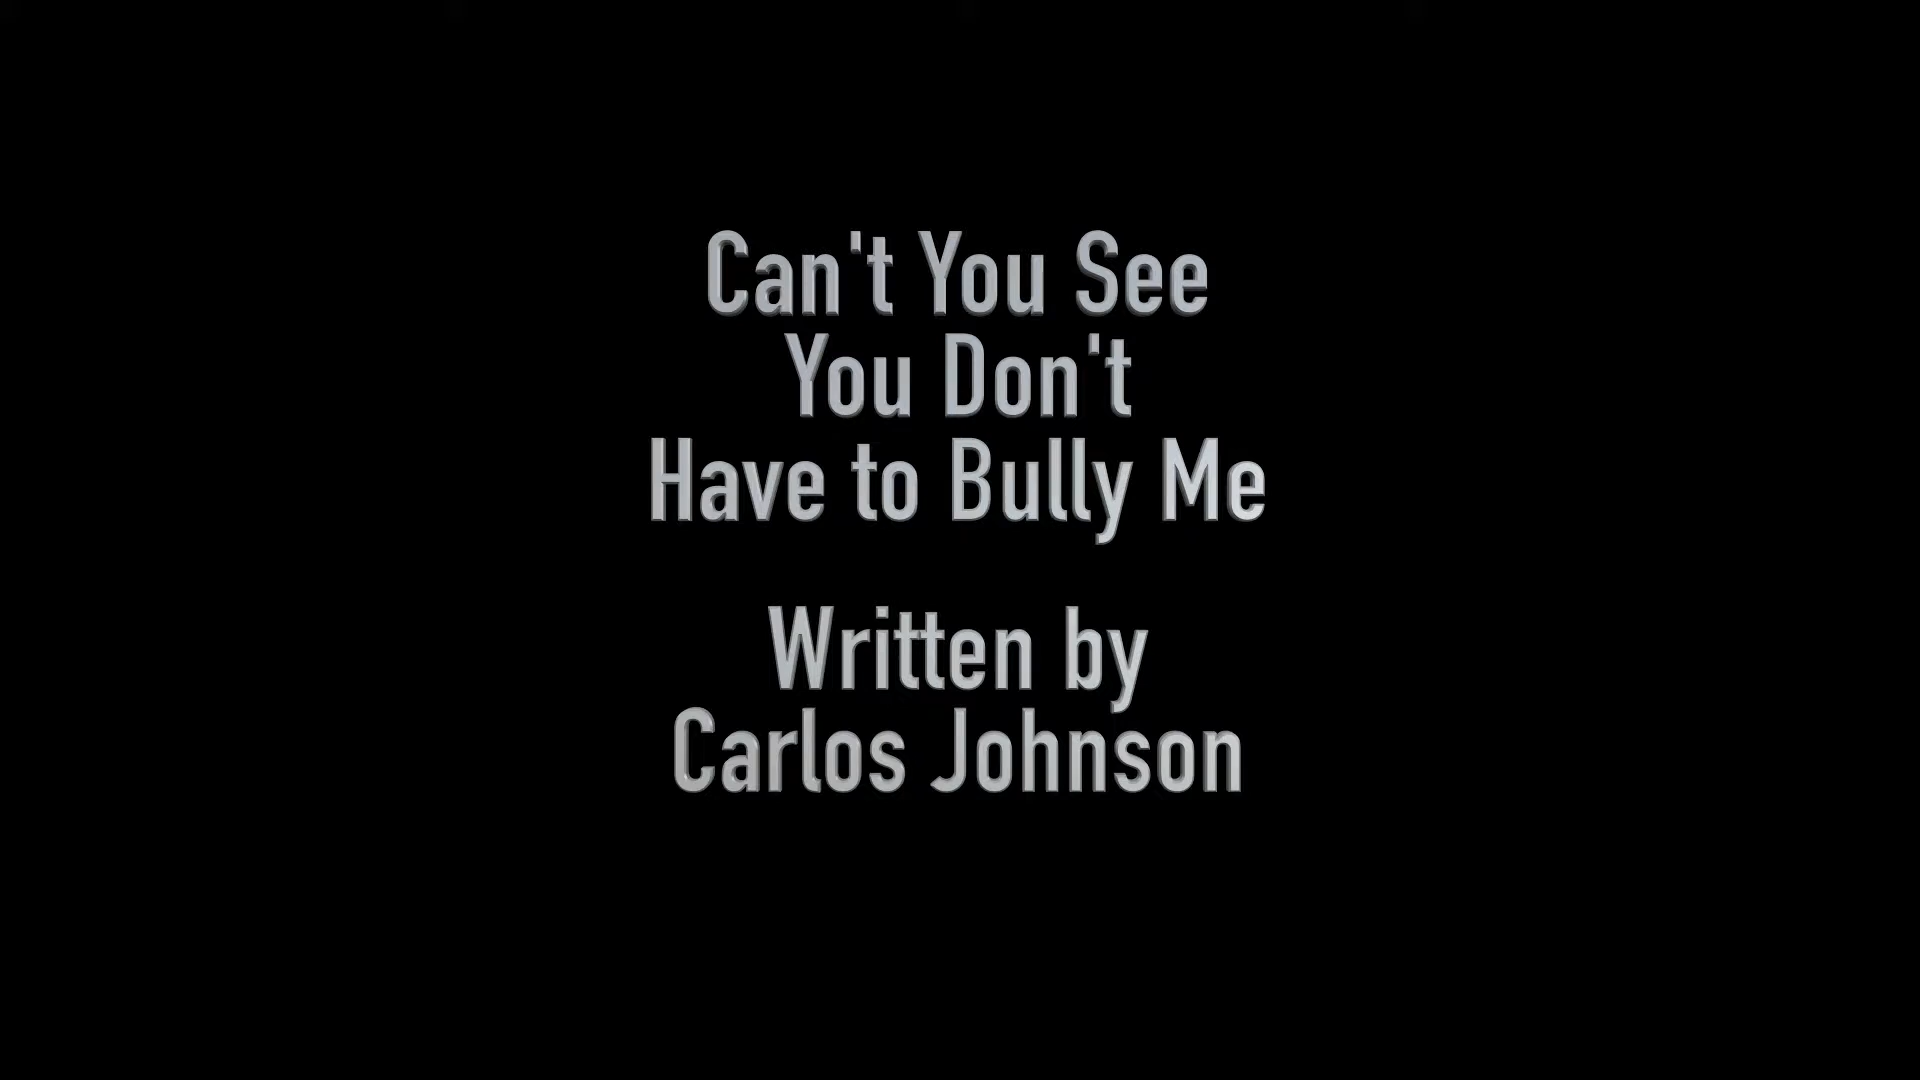 Can't You See
You Don't
Have to Bully Me
Written by
Carlos Johnson